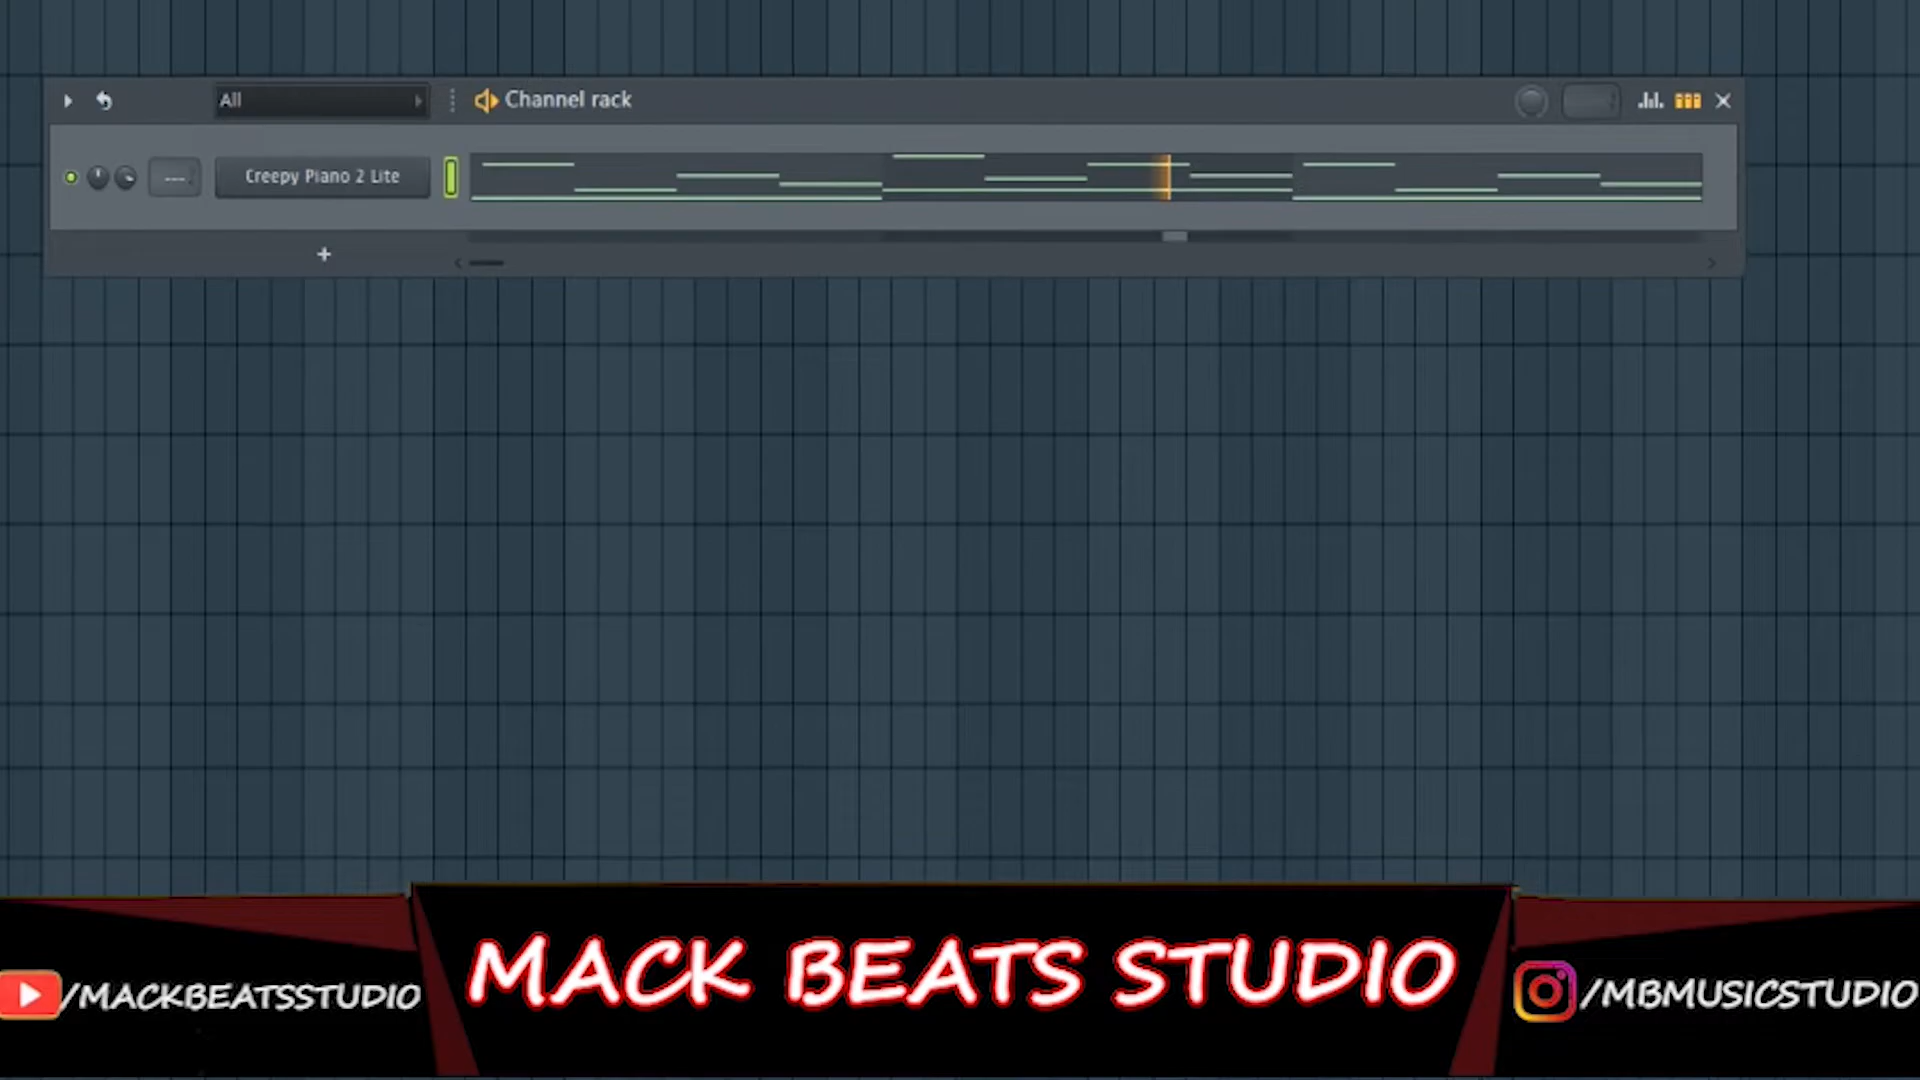 All
Channel rack
---
Creepy Piano 2 Lite
+
MACK BEATS STUDIO
/MACKBEATSSTUDIO
/MBMUSICSTUDIO